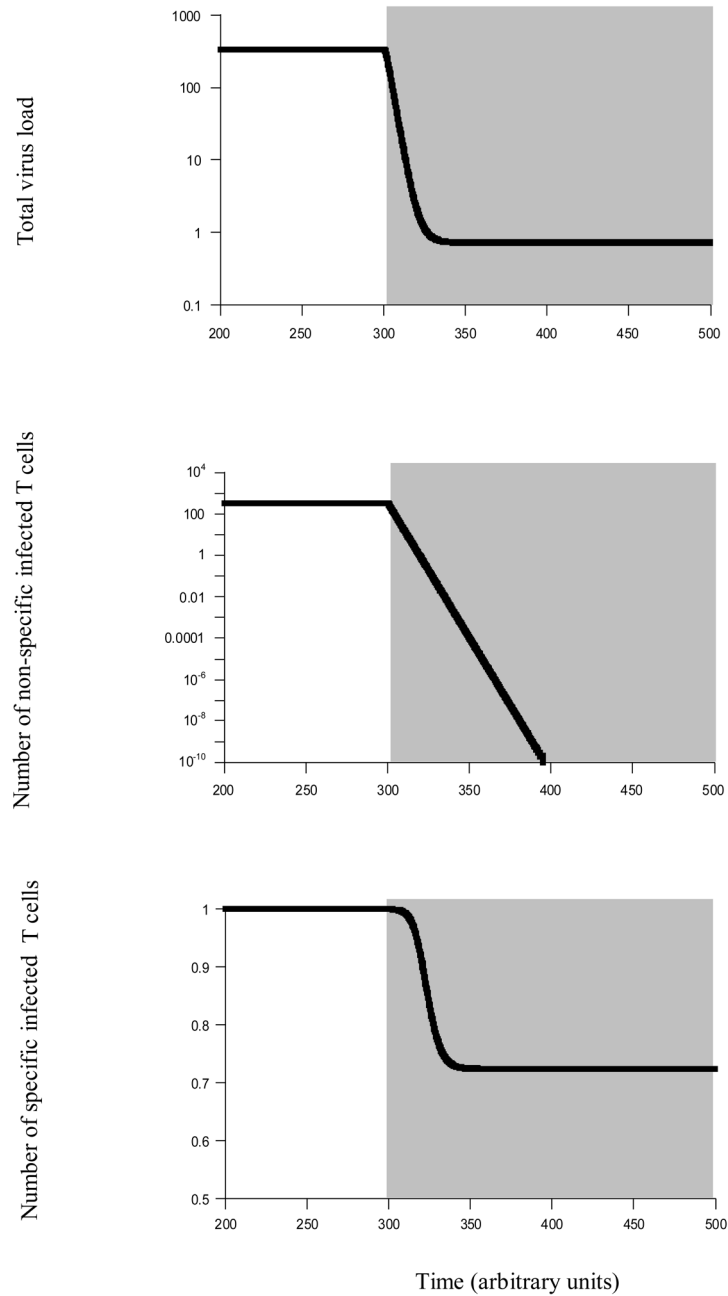 Total virus load
1000
100
10
1
0.1
200 250 300 350 400 450 500
Number of non-specific infected T cells
10^4
100
1
0.01
0.0001
10^-6
10^-8
10^-10
200 250 300 350 400 450 500
Number of specific infected T cells
1
0.9
0.8
0.7
0.6
0.5
200 250 300 350 400 450 500
Time (arbitrary units)